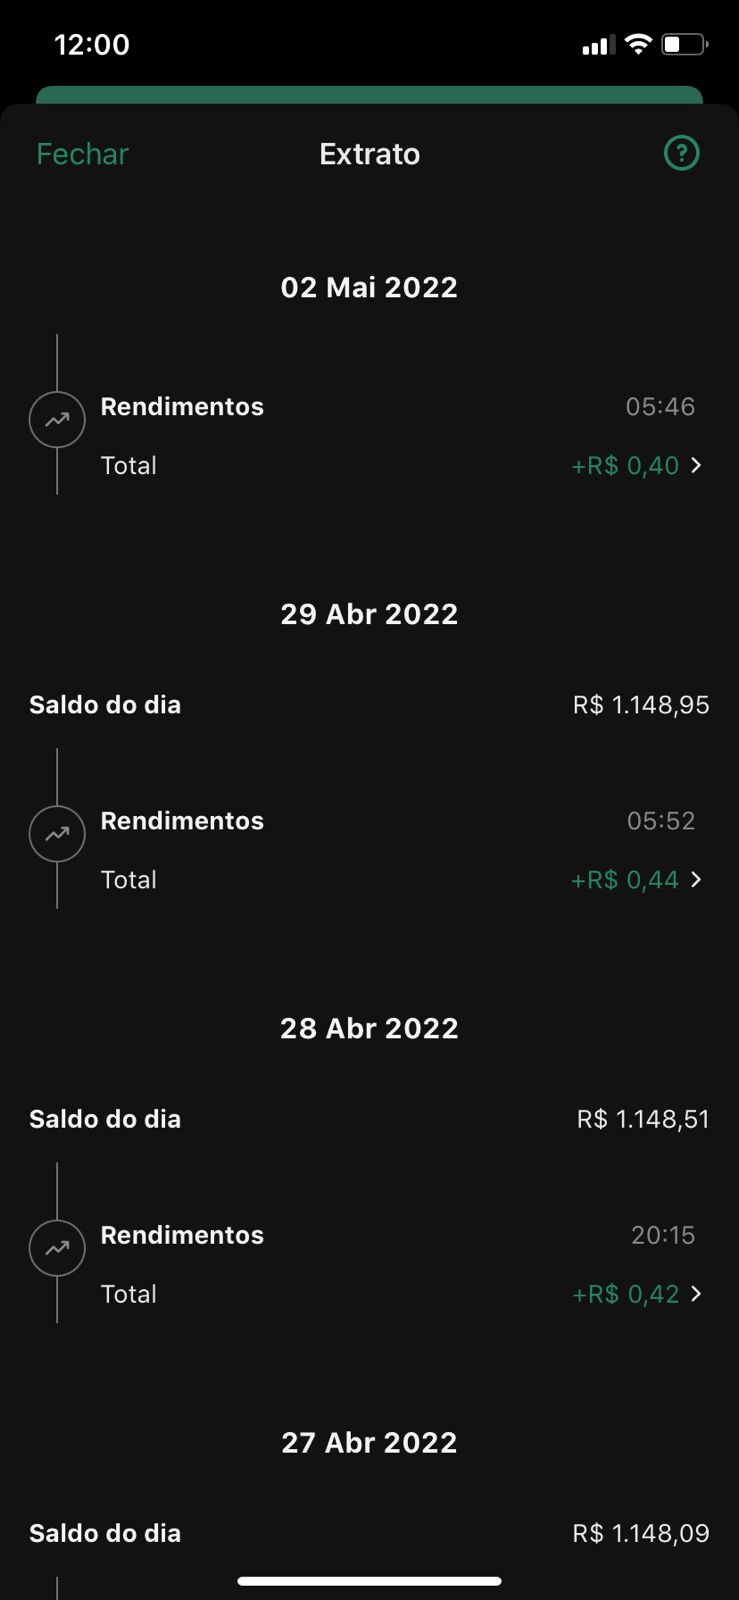 12:00
Fechar Extrato ?
02 Mai 2022
Rendimentos 05:46
Total +R$ 0,40
29 Abr 2022
Saldo do dia R$ 1.148,95
Rendimentos 05:52
Total +R$ 0,44
28 Abr 2022
Saldo do dia R$ 1.148,51
Rendimentos 20:15
Total +R$ 0,42
27 Abr 2022
Saldo do dia R$ 1.148,09